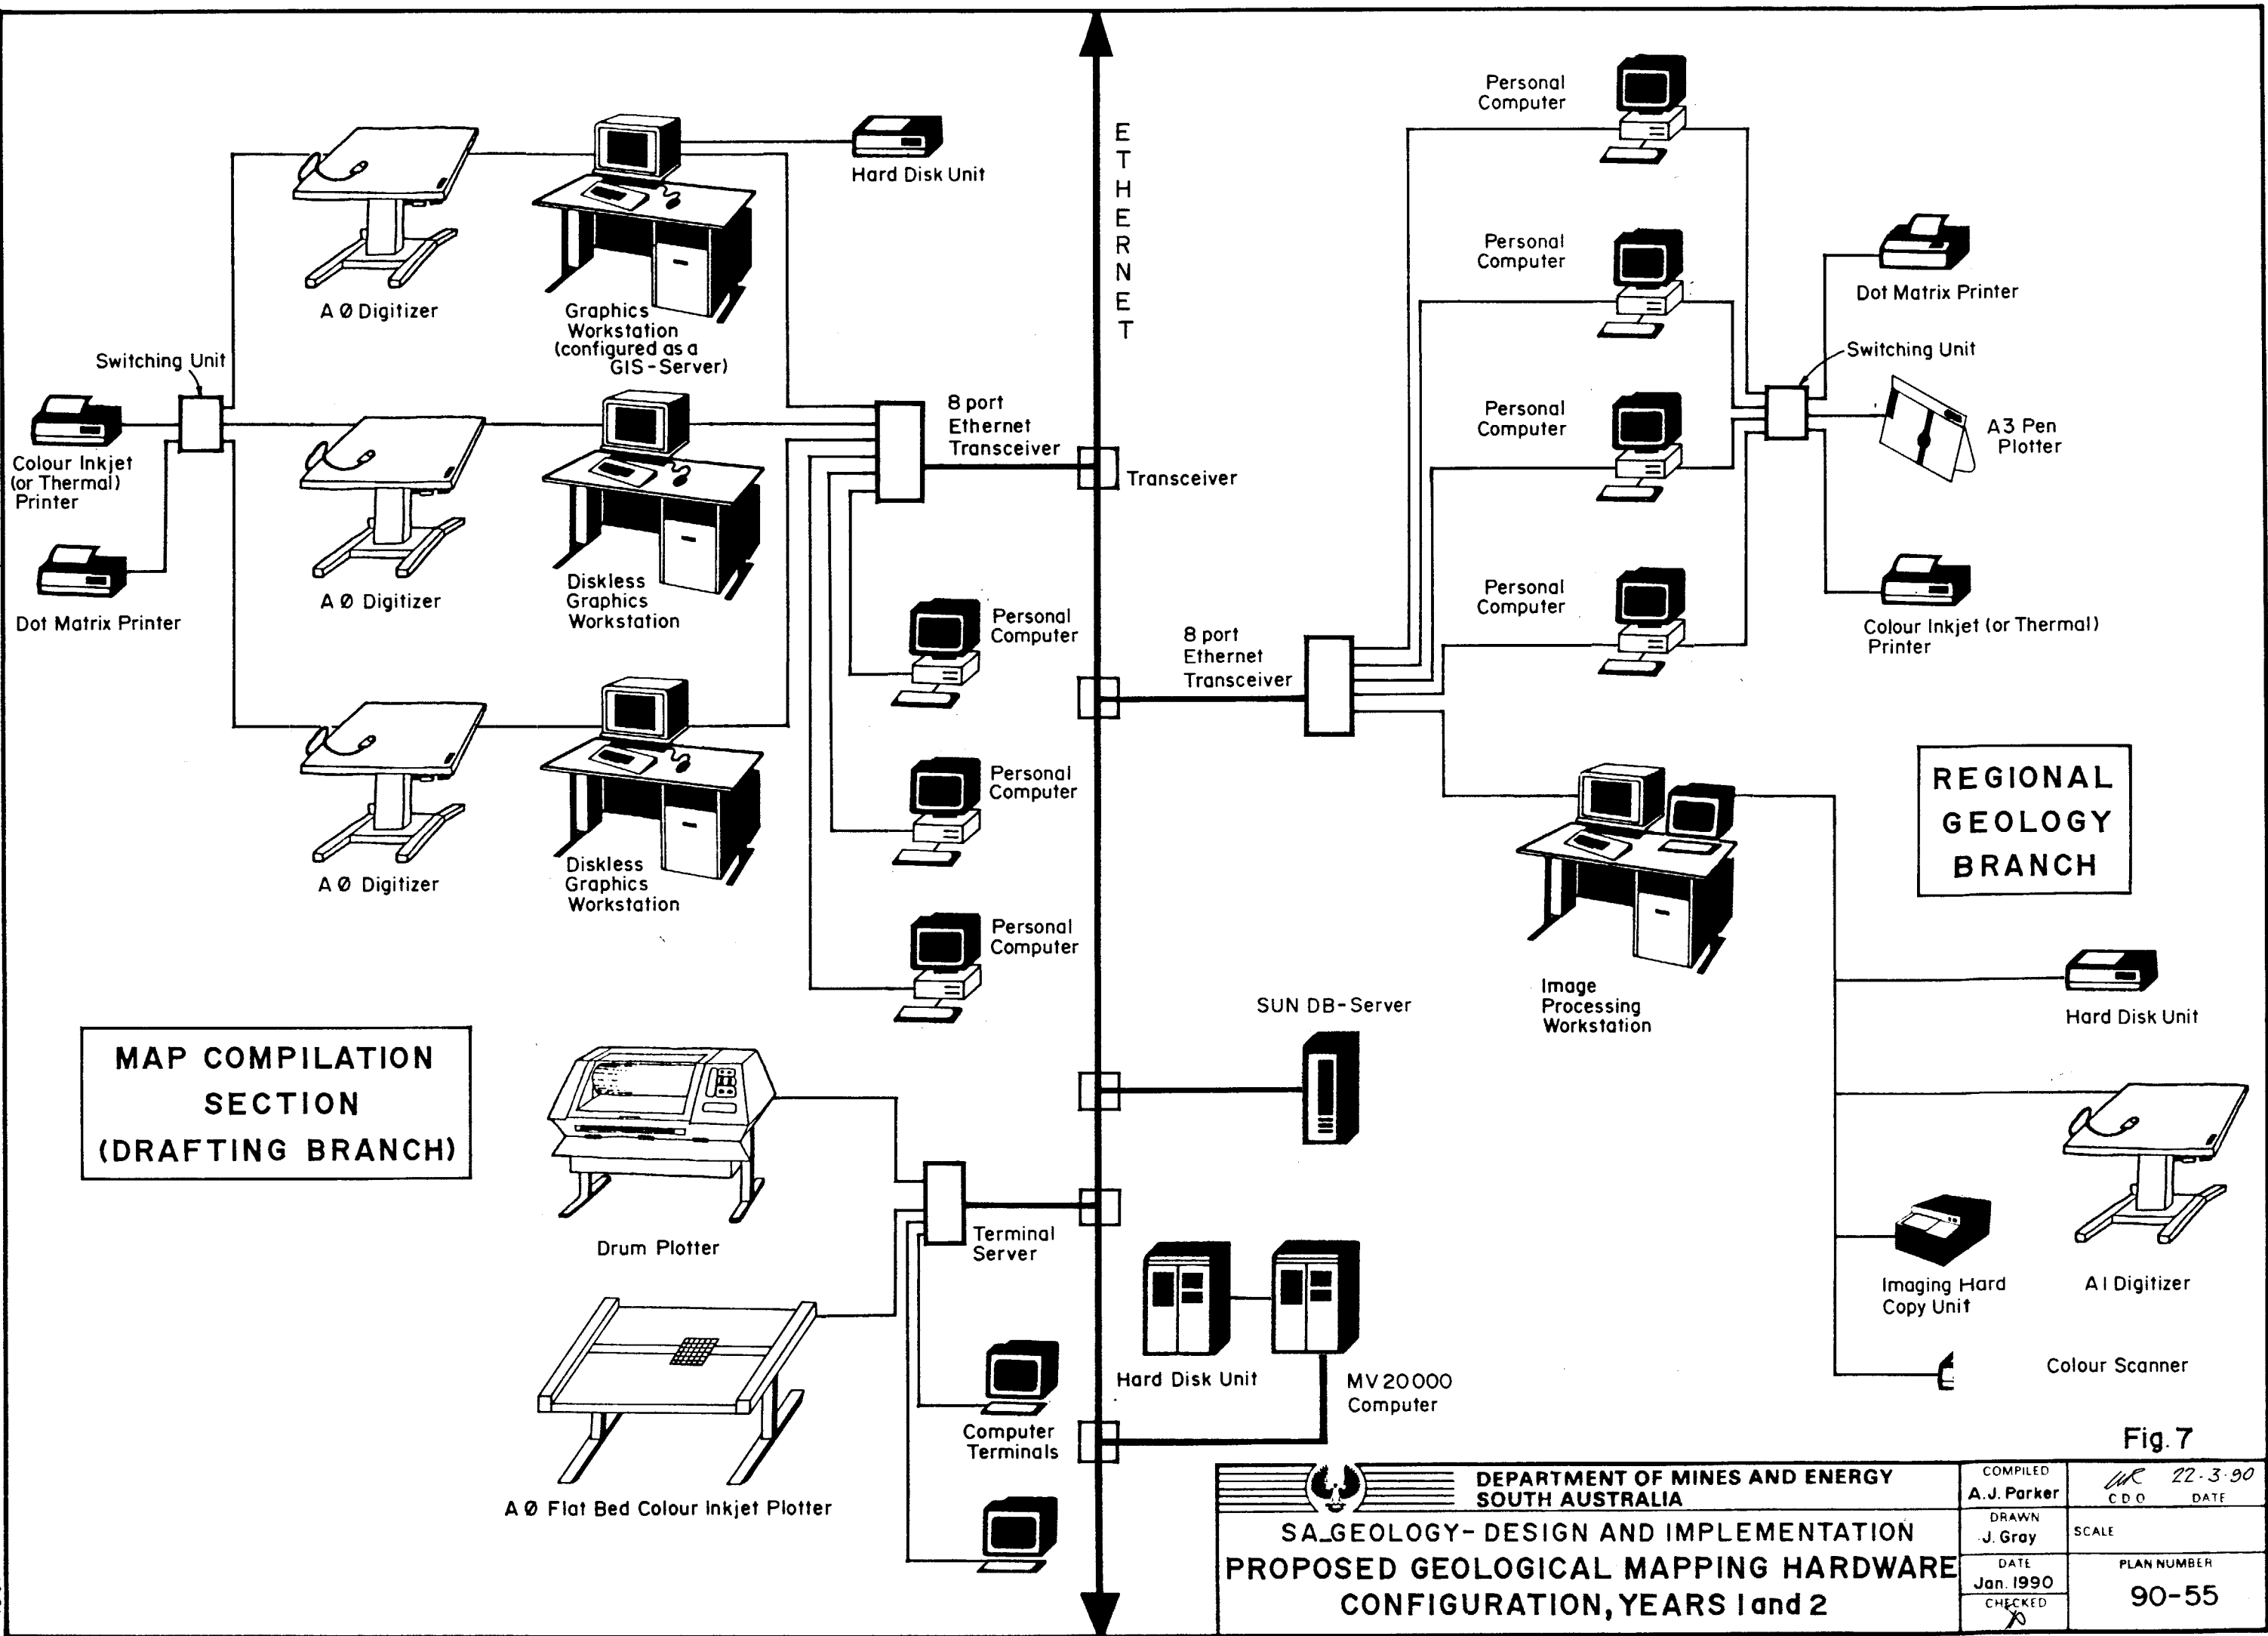 Hard Disk Unit
A Ø Digitizer
Graphics
Workstation
(configured as a
GIS-Server)
Switching Unit
Colour Inkjet
(or Thermal)
Printer
Dot Matrix Printer
A Ø Digitizer
Diskless
Graphics
Workstation
A Ø Digitizer
Diskless
Graphics
Workstation
8 port
Ethernet
Transceiver
Personal
Computer
Personal
Computer
Personal
Computer
MAP COMPILATION
SECTION
(DRAFTING BRANCH)
Drum Plotter
Terminal
Server
A Ø Flat Bed Colour Inkjet Plotter
Computer
Terminals
ETHERNET
Transceiver
8 port
Ethernet
Transceiver
Personal
Computer
Personal
Computer
Personal
Computer
Personal
Computer
Dot Matrix Printer
Switching Unit
A3 Pen
Plotter
Colour Inkjet (or Thermal)
Printer
REGIONAL
GEOLOGY
BRANCH
Image
Processing
Workstation
Hard Disk Unit
A1 Digitizer
Imaging Hard
Copy Unit
Colour Scanner
SUN DB-Server
Hard Disk Unit
MV 20000
Computer
Fig. 7
DEPARTMENT OF MINES AND ENERGY
SOUTH AUSTRALIA
SA_GEOLOGY- DESIGN AND IMPLEMENTATION
PROPOSED GEOLOGICAL MAPPING HARDWARE
CONFIGURATION, YEARS 1 and 2
COMPILED
A.J. Parker
DRAWN
J. Gray
DATE
Jan. 1990
CHECKED
22·3·90
C D O DATE
SCALE
PLAN NUMBER
90-55